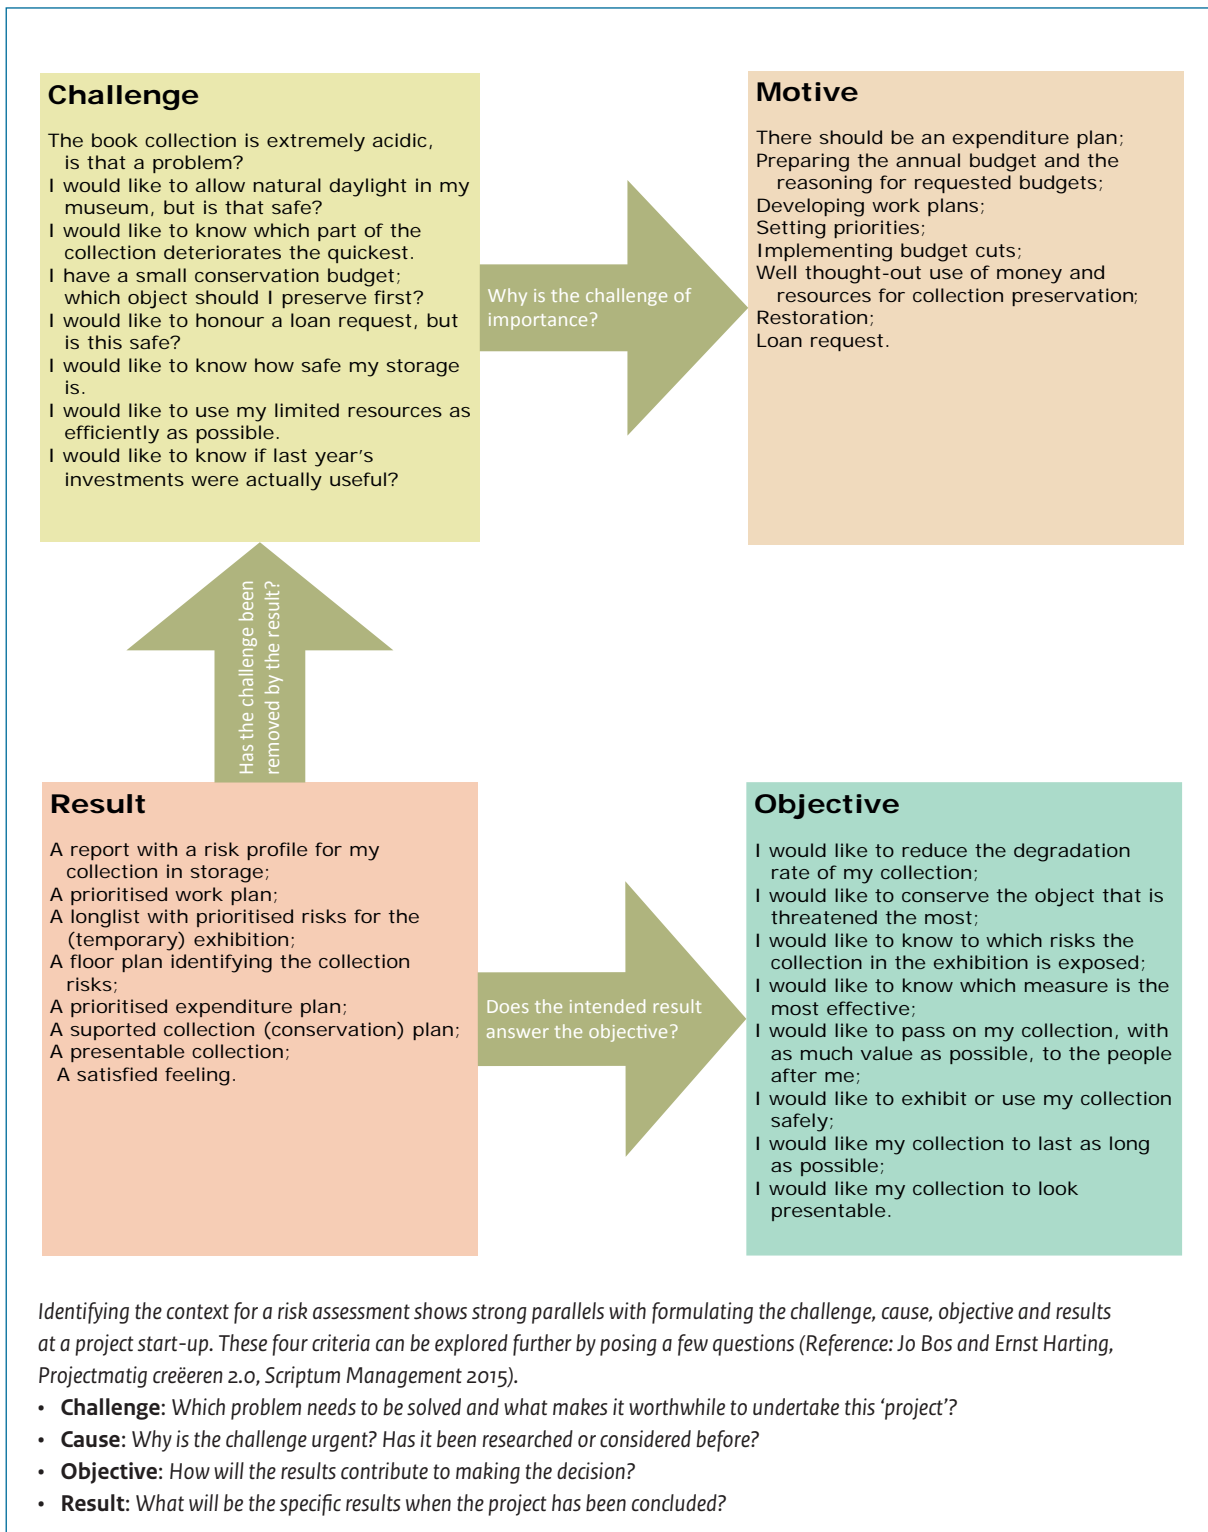 Challenge
The book collection is extremely acidic,
is that a problem?
I would like to allow natural daylight in my
museum, but is that safe?
I would like to know which part of the
collection deteriorates the quickest.
I have a small conservation budget;
which object should I preserve first?
I would like to honour a loan request, but
is this safe?
I would like to know how safe my storage
is.
I would like to use my limited resources as
efficiently as possible.
I would like to know if last year's
investments were actually useful?
Why is the challenge of
importance?
Motive
There should be an expenditure plan;
Preparing the annual budget and the
reasoning for requested budgets;
Developing work plans;
Setting priorities;
Implementing budget cuts;
Well thought-out use of money and
resources for collection preservation;
Restoration;
Loan request.
Has the challenge been
removed by the result?
Result
A report with a risk profile for my
collection in storage;
A prioritised work plan;
A longlist with prioritised risks for the
(temporary) exhibition;
A floor plan identifying the collection
risks;
A prioritised expenditure plan;
A suported collection (conservation) plan;
A presentable collection;
A satisfied feeling.
Does the intended result
answer the objective?
Objective
I would like to reduce the degradation
rate of my collection;
I would like to conserve the object that is
threatened the most;
I would like to know to which risks the
collection in the exhibition is exposed;
I would like to know which measure is the
most effective;
I would like to pass on my collection, with
as much value as possible, to the people
after me;
I would like to exhibit or use my collection
safely;
I would like my collection to last as long
as possible;
I would like my collection to look
presentable.
Identifying the context for a risk assessment shows strong parallels with formulating the challenge, cause, objective and results
at a project start-up. These four criteria can be explored further by posing a few questions (Reference: Jo Bos and Ernst Harting,
Projectmatig creëeren 2.0, Scriptum Management 2015).
• Challenge: Which problem needs to be solved and what makes it worthwhile to undertake this ‘project’?
• Cause: Why is the challenge urgent? Has it been researched or considered before?
• Objective: How will the results contribute to making the decision?
• Result: What will be the specific results when the project has been concluded?